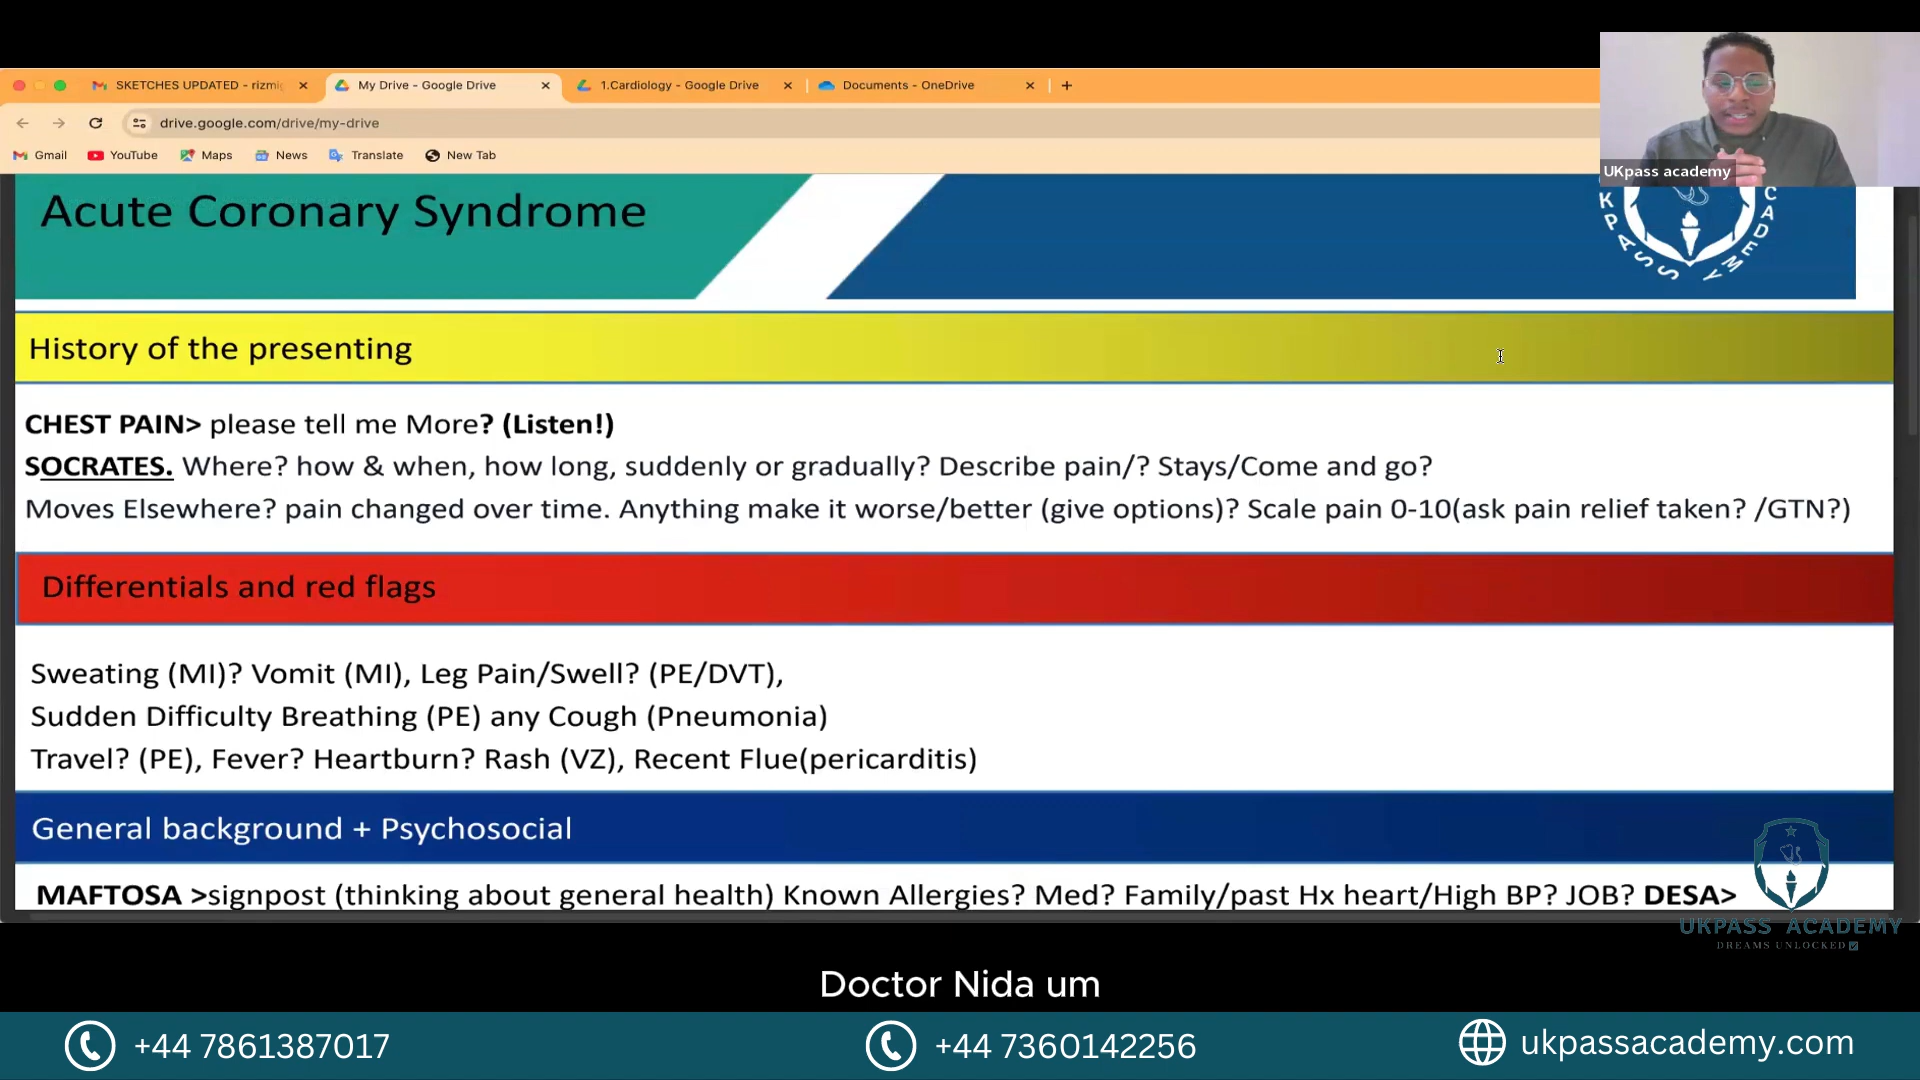 SKETCHES UPDATED - rizmi
My Drive - Google Drive
1.Cardiology - Google Drive
Documents - OneDrive
drive.google.com/drive/my-drive
Gmail
YouTube
Maps
News
Translate
New Tab
UKpass academy
Acute Coronary Syndrome
KPASS
CADEMY
History of the presenting
CHEST PAIN> please tell me More? (Listen!)
SOCRATES. Where? how & when, how long, suddenly or gradually? Describe pain/? Stays/Come and go?
Moves Elsewhere? pain changed over time. Anything make it worse/better (give options)? Scale pain 0-10(ask pain relief taken? /GTN?)
Differentials and red flags
Sweating (MI)? Vomit (MI), Leg Pain/Swell? (PE/DVT),
Sudden Difficulty Breathing (PE) any Cough (Pneumonia)
Travel? (PE), Fever? Heartburn? Rash (VZ), Recent Flue(pericarditis)
General background + Psychosocial
MAFTOSA >signpost (thinking about general health) Known Allergies? Med? Family/past Hx heart/High BP? JOB? DESA>
UKPASS ACADEMY
DREAMS UNLOCKED
Doctor Nida um
+44 7861387017
+44 7360142256
ukpassacademy.com